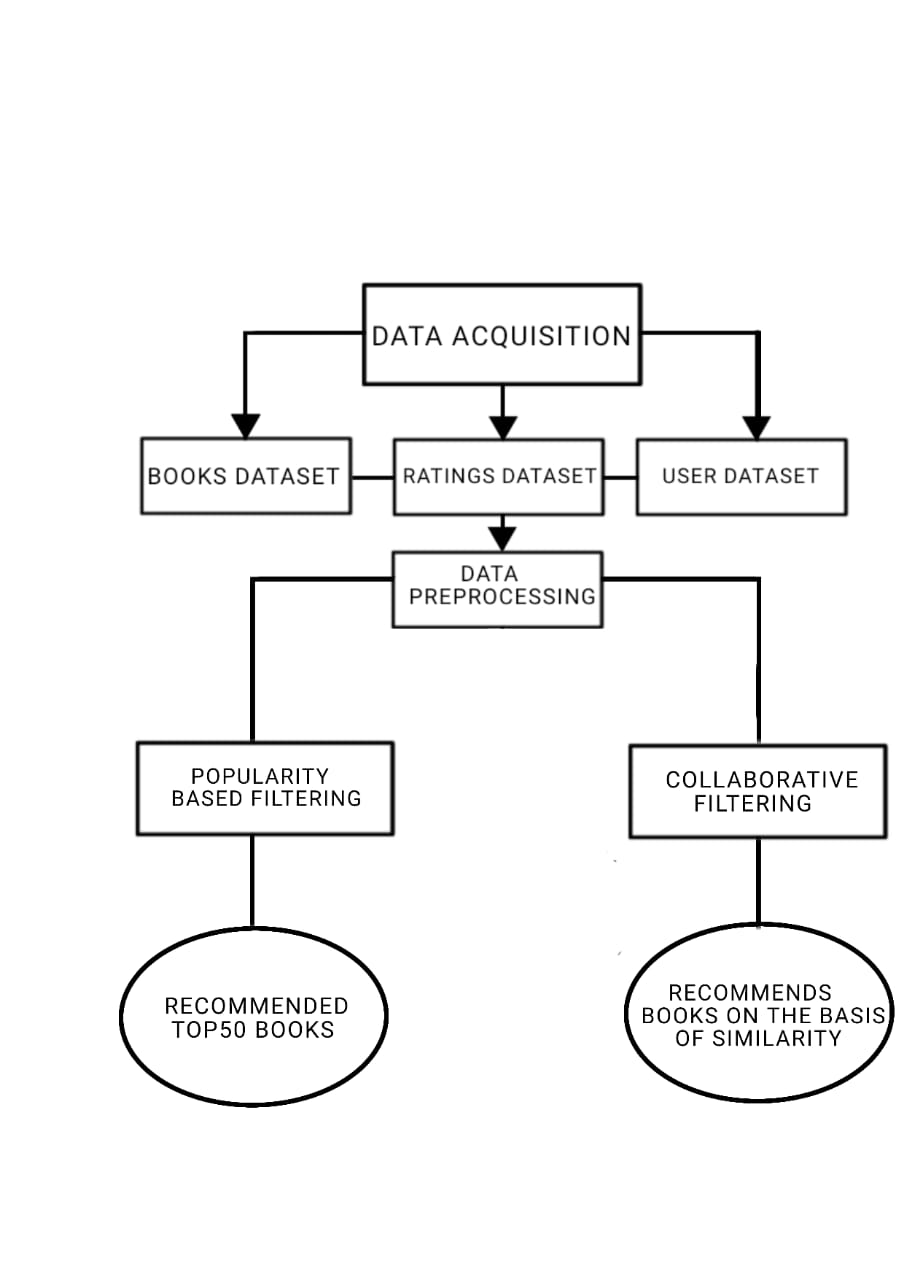 DATA ACQUISITION
BOOKS DATASET
RATINGS DATASET
USER DATASET
DATA
PREPROCESSING
POPULARITY
BASED FILTERING
COLLABORATIVE
FILTERING
RECOMMENDED
TOP50 BOOKS
RECOMMENDS
BOOKS ON THE BASIS
OF SIMILARITY